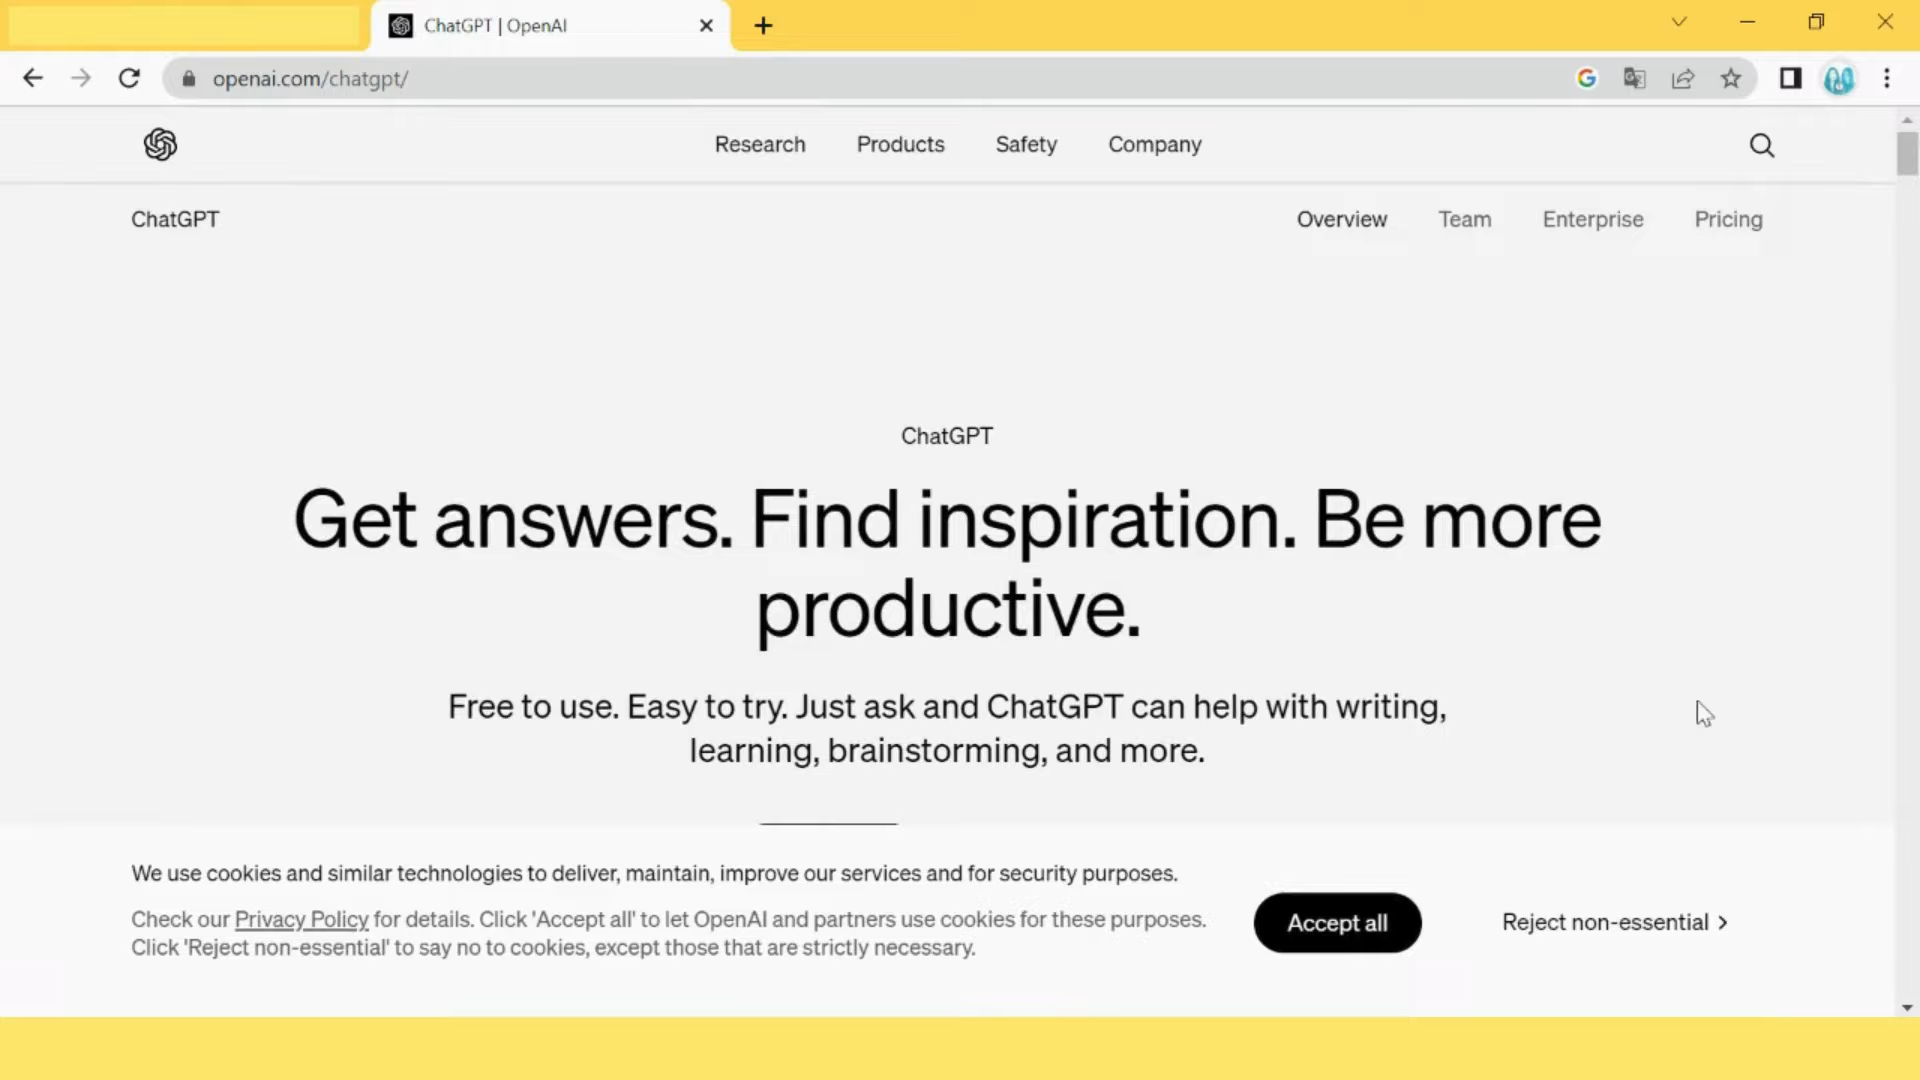 ChatGPT | OpenAI
openai.com/chatgpt/
Research Products Safety Company
ChatGPT Overview Team Enterprise Pricing
ChatGPT
Get answers. Find inspiration. Be more
productive.
Free to use. Easy to try. Just ask and ChatGPT can help with writing,
learning, brainstorming, and more.
We use cookies and similar technologies to deliver, maintain, improve our services and for security purposes.
Check our Privacy Policy for details. Click 'Accept all' to let OpenAI and partners use cookies for these purposes.
Click 'Reject non-essential' to say no to cookies, except those that are strictly necessary.
Accept all
Reject non-essential